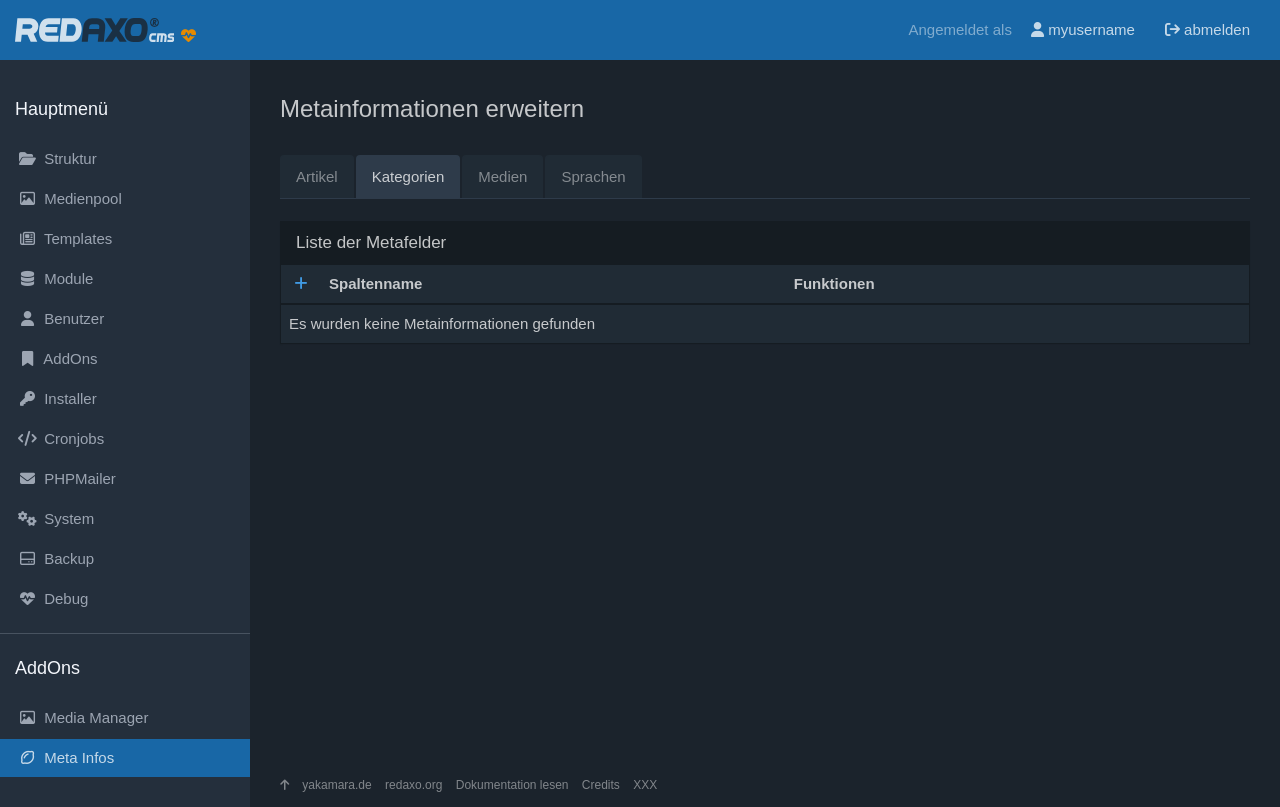 REDAXO® cms
Angemeldet als myusername abmelden
Hauptmenü
Struktur
Medienpool
Templates
Module
Benutzer
AddOns
Installer
Cronjobs
PHPMailer
System
Backup
Debug
AddOns
Media Manager
Meta Infos
Metainformationen erweitern
Artikel Kategorien Medien Sprachen
Liste der Metafelder
Spaltenname Funktionen
Es wurden keine Metainformationen gefunden
yakamara.de redaxo.org Dokumentation lesen Credits XXX